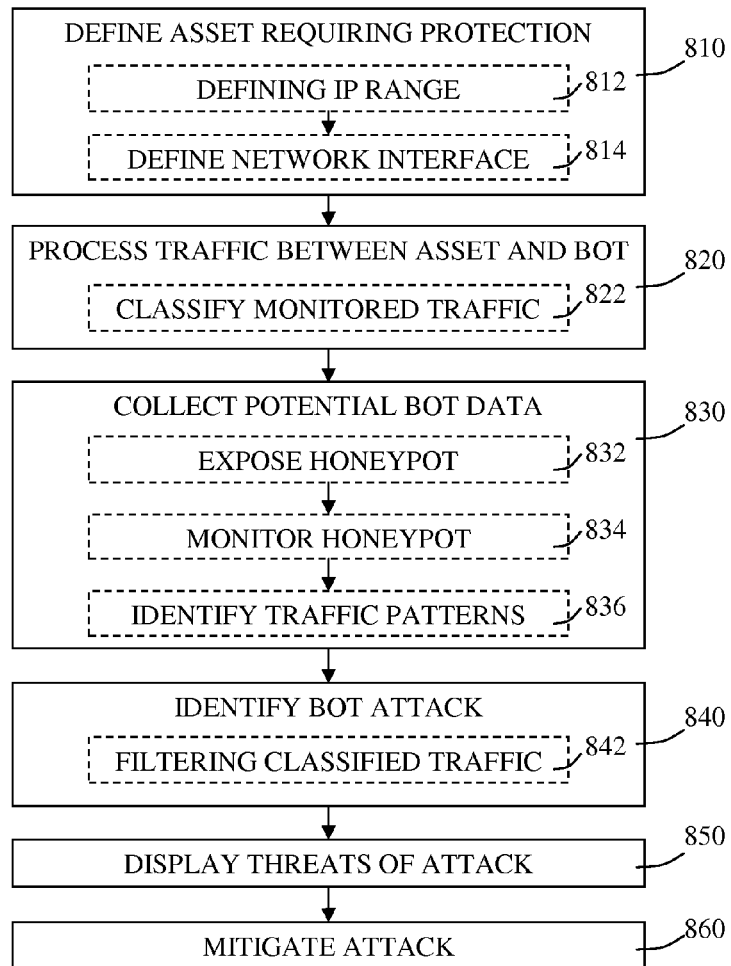 DEFINE ASSET REQUIRING PROTECTION
810
DEFINING IP RANGE
812
DEFINE NETWORK INTERFACE
814
PROCESS TRAFFIC BETWEEN ASSET AND BOT
820
CLASSIFY MONITORED TRAFFIC
822
COLLECT POTENTIAL BOT DATA
830
EXPOSE HONEYPOT
832
MONITOR HONEYPOT
834
IDENTIFY TRAFFIC PATTERNS
836
IDENTIFY BOT ATTACK
840
FILTERING CLASSIFIED TRAFFIC
842
DISPLAY THREATS OF ATTACK
850
MITIGATE ATTACK
860